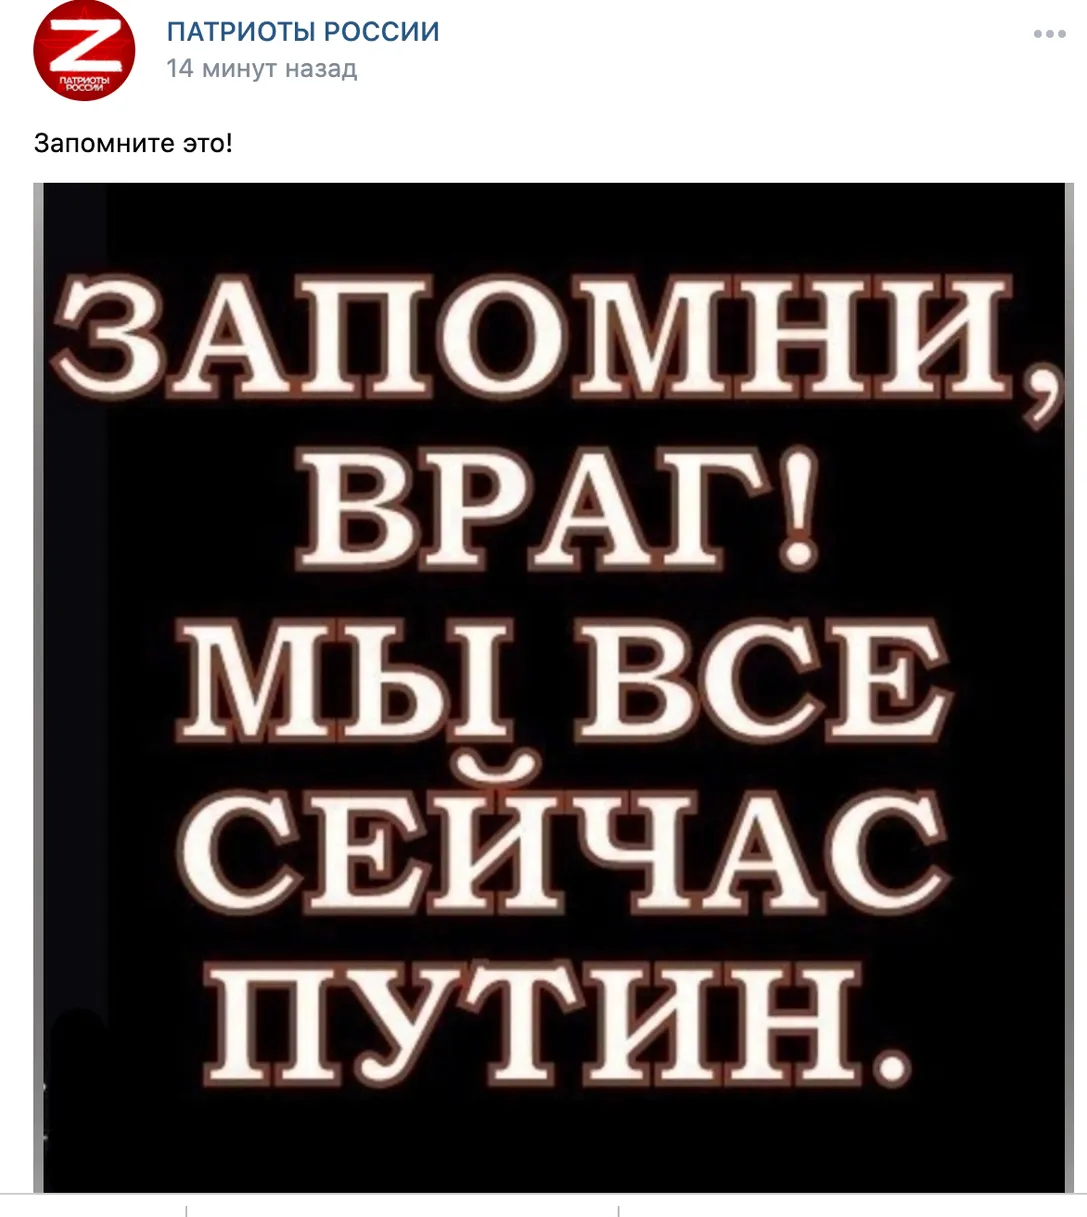 Z
ПАТРИОТЫ
РОССИИ
ПАТРИОТЫ РОССИИ
14 минут назад
Запомните это!
ЗАПОМНИ,
ВРАГ!
МЫ ВСЕ
СЕЙЧАС
ПУТИН.